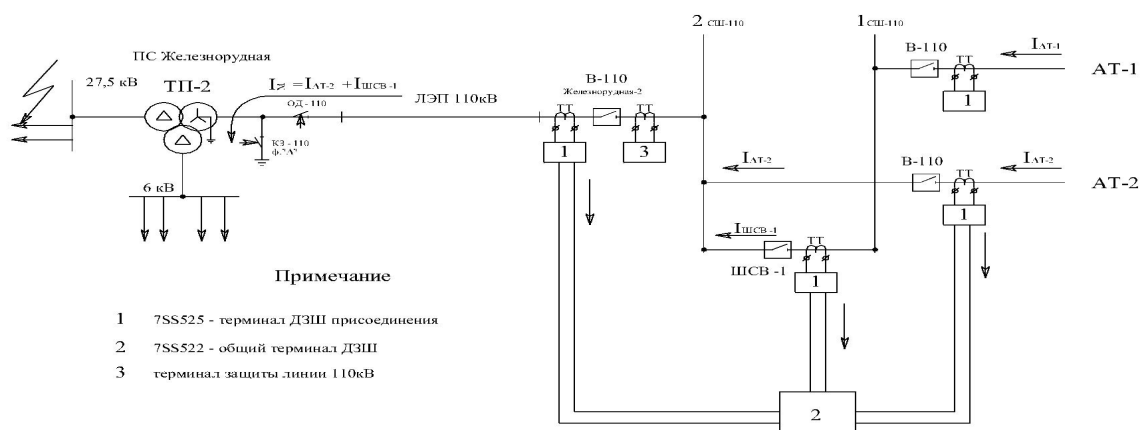 ПС Железнорудная
27,5 кВ
ТП-2
I = IАТ-2 + IШСВ -1
ОД - 110
ЛЭП 110кВ
КЗ - 110
6 кВ
В-110
Железнорудная-2
ТТ
ТТ
1
3
2 СШ-110
1 СШ-110
В-110
ТТ
IАТ-1
АТ-1
1
IАТ-2
В-110
ТТ
IАТ-2
АТ-2
1
IШСВ -1
ТТ
ШСВ -1
1
2
Примечание
1 7SS525 - терминал ДЗШ присоединения
2 7SS522 - общий терминал ДЗШ
3 терминал защиты линии 110кВ